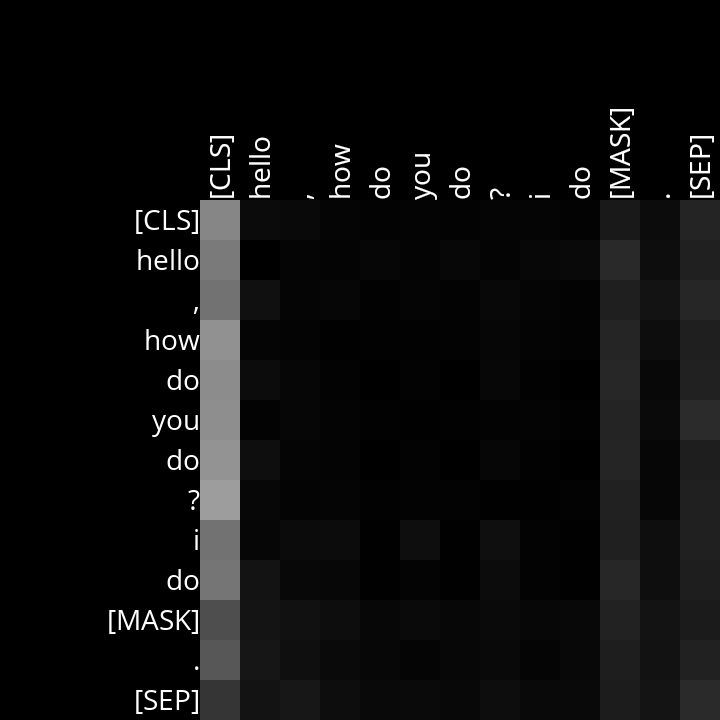 [CLS] hello , how do you do ? i do [MASK] . [SEP]
[CLS]
hello
,
how
do
you
do
?
i
do
[MASK]
.
[SEP]